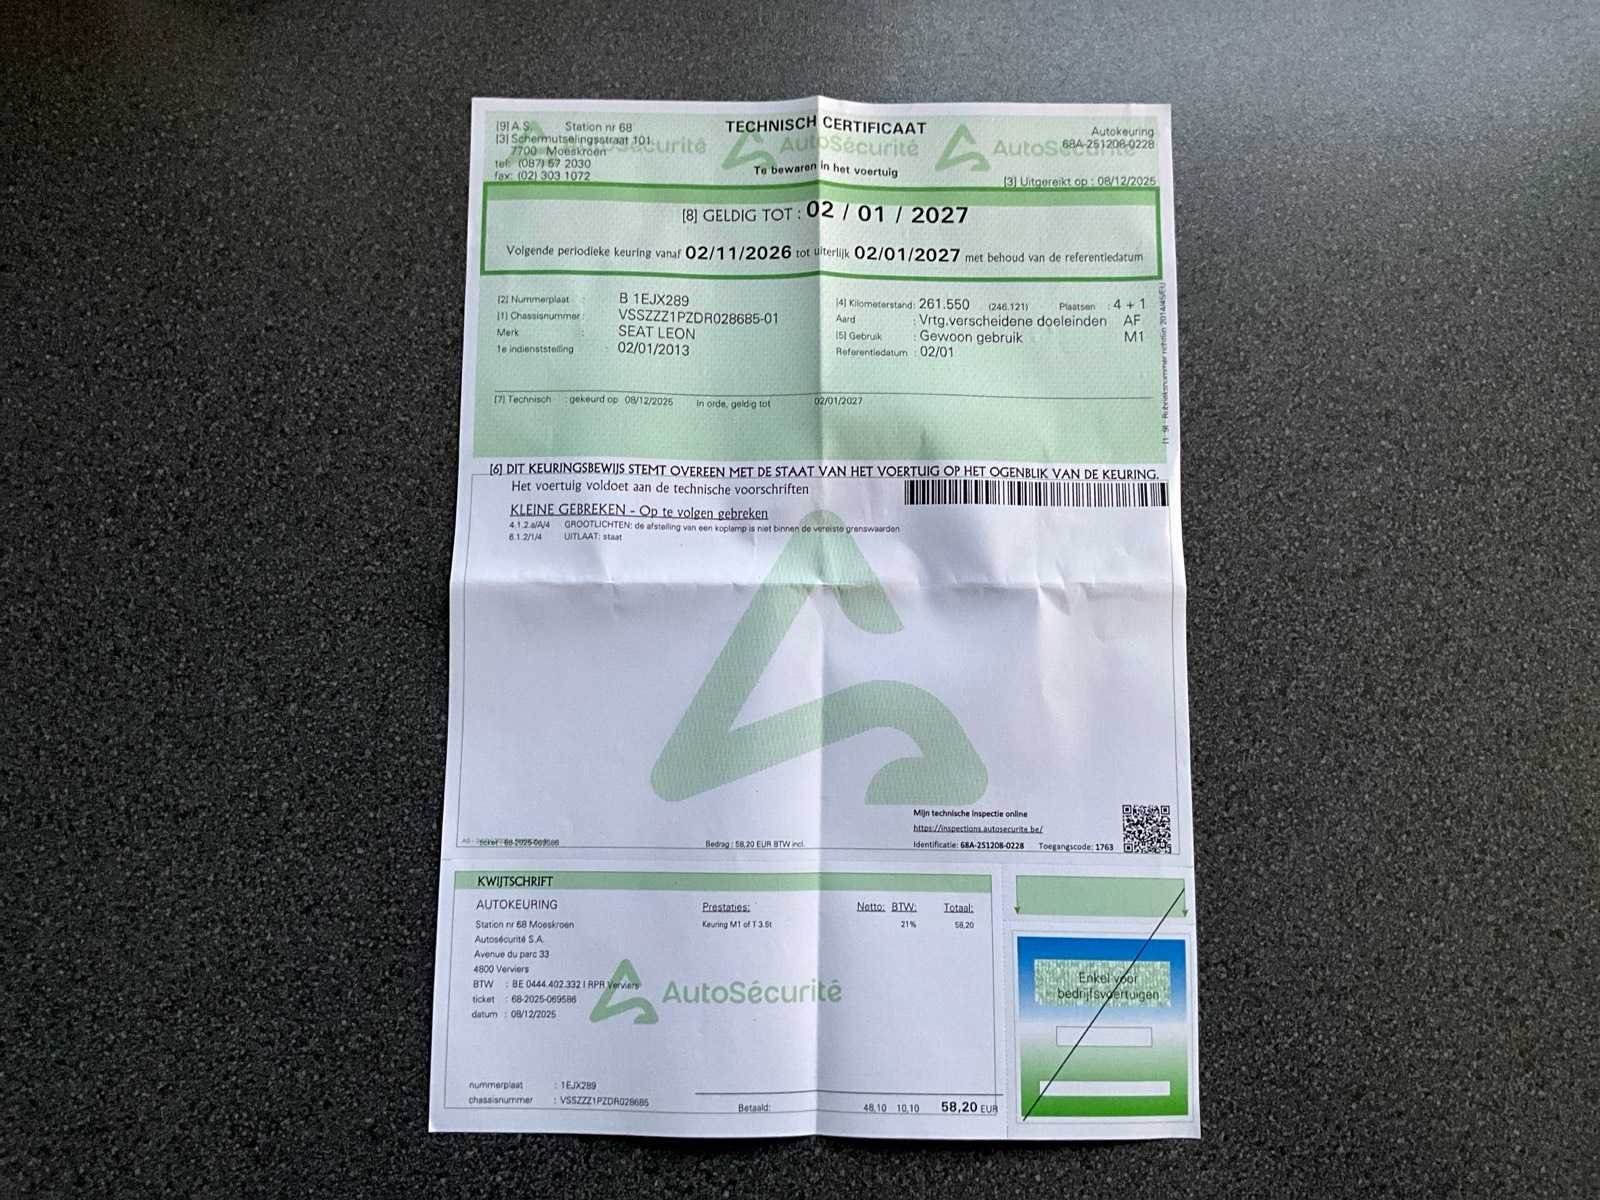 [9] A.S. Station nr 68
[3] Schermutselingsstraat 101
7700 Moeskroen
tel: (087) 57 2030
fax: (02) 303 1072
TECHNISCH CERTIFICAAT
AutoSécurité
Te bewaren in het voertuig
AutoSécurité
Autokeuring
68A-251208-0228
[3] Uitgereikt op : 08/12/2025
[8] GELDIG TOT : 02 / 01 / 2027
Volgende periodieke keuring vanaf 02/11/2026 tot uiterlijk 02/01/2027 met behoud van de referentiedatum
[2] Nummerplaat : B 1EJX289
[1] Chassisnummer : VSSZZZ1PZDR028685-01
Merk : SEAT LEON
1e indienststelling : 02/01/2013
[4] Kilometerstand: 261.550 (246.121) Plaatsen : 4 + 1
Aard : Vrtg.verscheidene doeleinden AF
[5] Gebruik : Gewoon gebruik M1
Referentiedatum : 02/01
[7] Technisch : gekeurd op 08/12/2025 In orde, geldig tot 02/01/2027
[1 - 9] : Rubrieksnummer richtlijn 2014/45/EU
[6] DIT KEURINGSBEWIJS STEMT OVEREEN MET DE STAAT VAN HET VOERTUIG OP HET OGENBLIK VAN DE KEURING.
Het voertuig voldoet aan de technische voorschriften
KLEINE GEBREKEN - Op te volgen gebreken
4.1.2.a/A/4 GROOTLICHTEN: de afstelling van een koplamp is niet binnen de vereiste grenswaarden
6.1.2/1/4 UITLAAT: staat
Mijn technische inspectie online
https://inspections.autosecurite.be/
Identificatie: 68A-251208-0228 Toegangscode: 1763
ticket : 68-2025-069586
Bedrag : 58,20 EUR BTW incl.
KWIJTSCHRIFT
AUTOKEURING
Station nr 68 Moeskroen
Autosécurité S.A.
Avenue du parc 33
4800 Verviers
BTW : BE 0444.402.332 | RPR Verviers
ticket : 68-2025-069586
datum : 08/12/2025
AutoSécurité
Prestaties: Netto: BTW: Totaal:
Keuring M1 of T 3.5t 21% 58,20
nummerplaat : 1EJX289
chassisnummer : VSSZZZ1PZDR028685
Betaald: 48,10 10,10 58,20 EUR
Enkel voor
bedrijfsvoertuigen